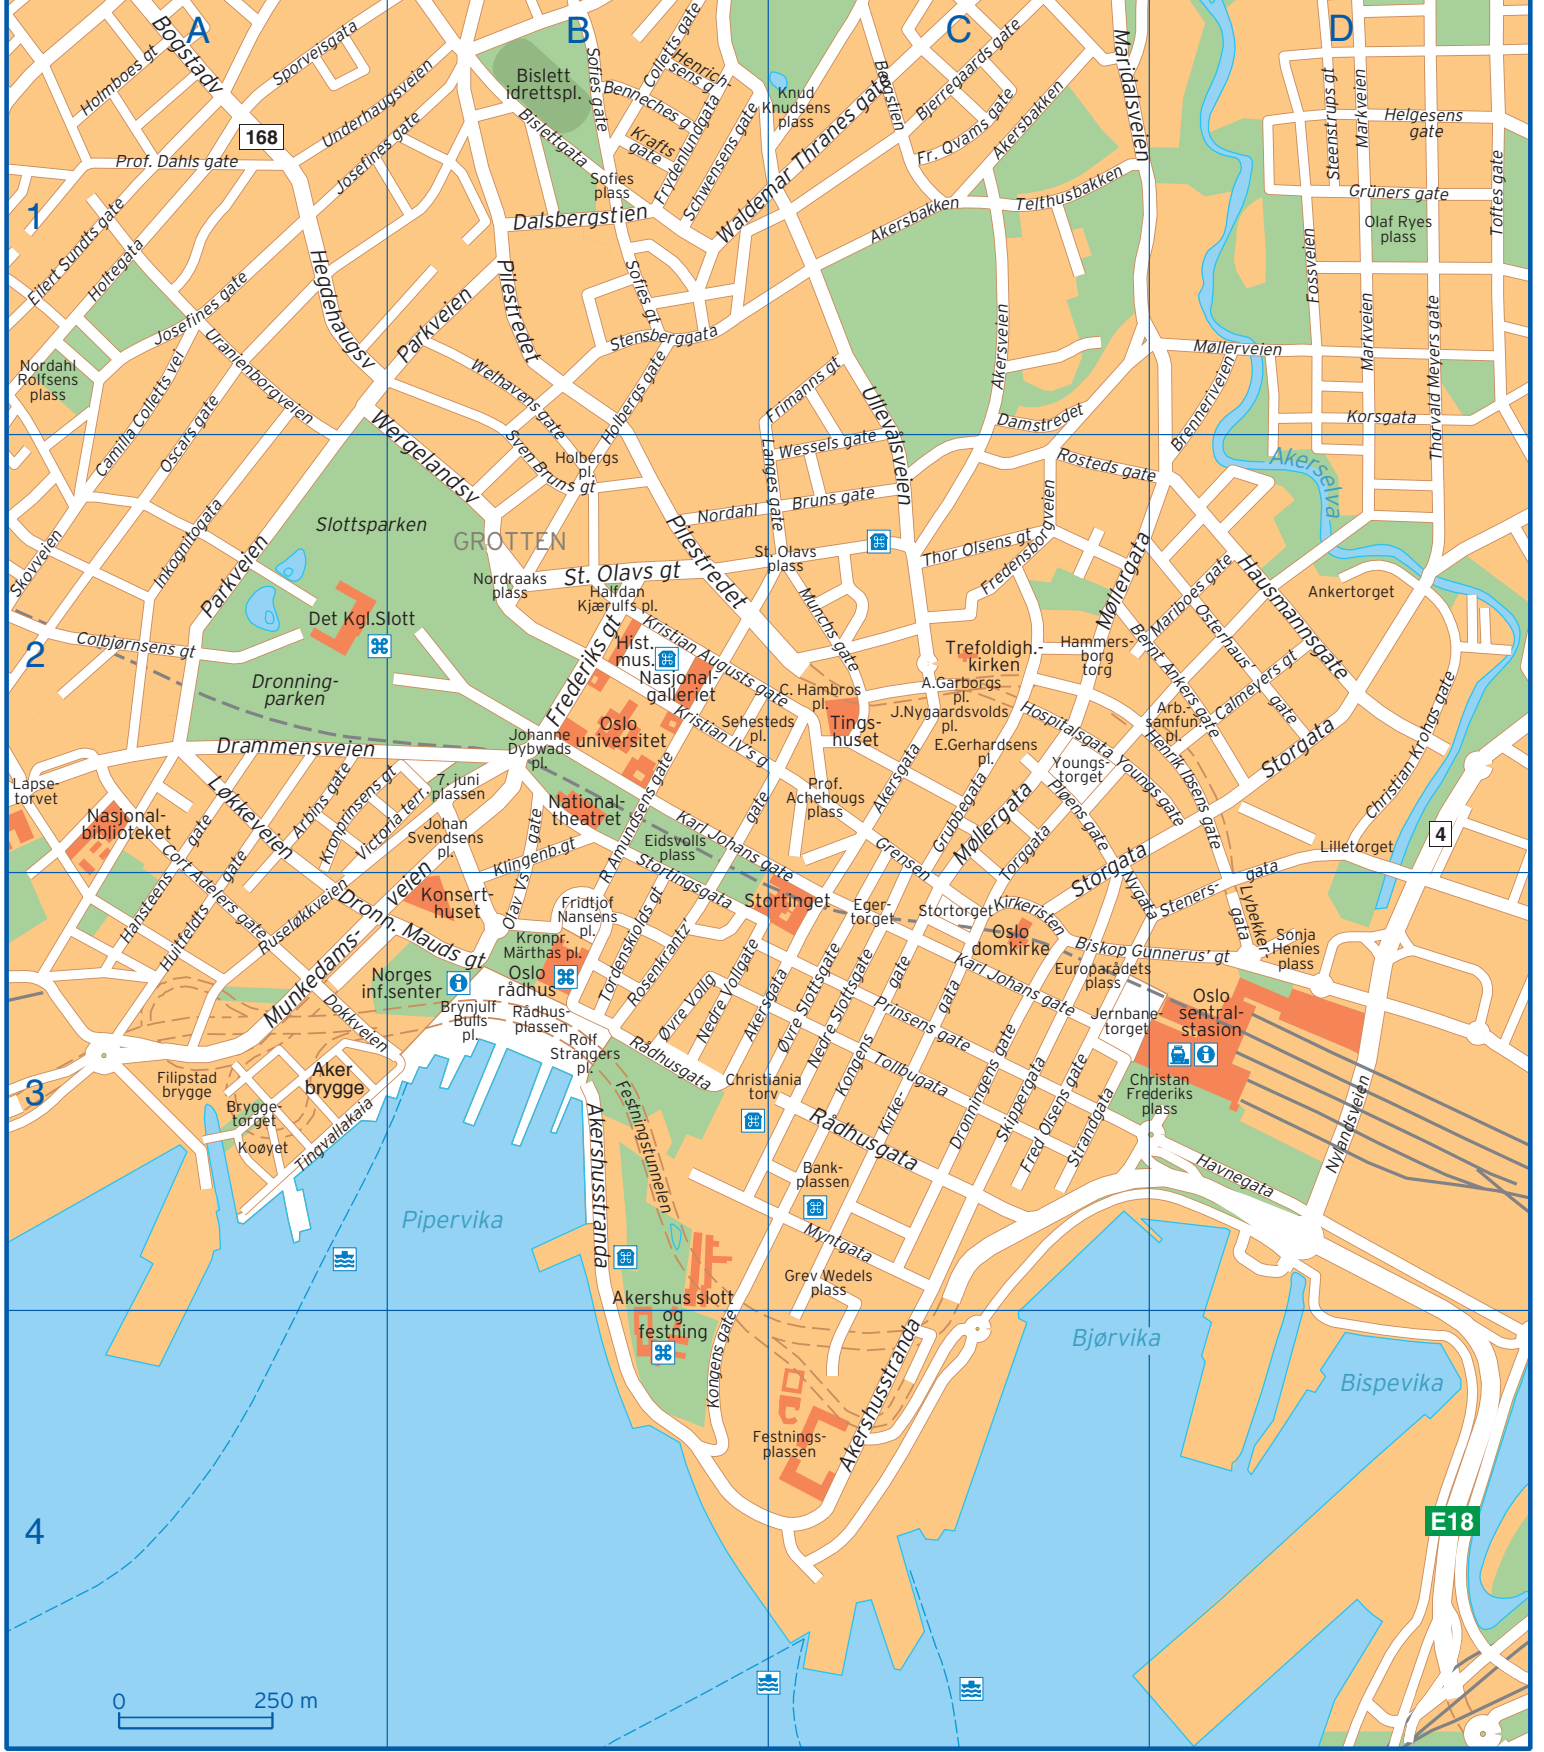 A
B
C
D
Bogstadv
Sporveisgata
Holmboes gt
168
Underhaugsveien
Josefines gate
Prof. Dahls gate
Bislett
idrettspl.
Sofies gate
Colletts gate
Henrich-
sens g
Benneches g
Bislettgata
Krafts
gate
Frydenlundgata
Schwensens gate
Sofies
plass
Knud
Knudsens
plass
Bergstien
Bjerregaards gate
Fr. Qvams gate
Akersbakken
Maridalsveien
Waldemar Thranes gate
Steenstrups gt
Markveien
Helgesens
gate
Grüners gate
Toftes gate
Olaf Ryes
plass
1
Dalsbergstien
Akersbakken
Telthusbakken
Eilert Sundts gate
Holtegata
Josefines gate
Hegdehaugsv
Parkveien
Pilestredet
Sofies gt
Stensberggata
Fossveien
Markveien
Thorvald Meyers gate
Akersveien
Møllerveien
Nordahl
Rolfsens
plass
Uranienborgveien
Camilla Colletts vei
Oscars gate
Welhavens gate
Holbergs gate
Frimanns gt
Ullevålsveien
Damstredet
Brenneriveien
Korsgata
Wergelandsv
Sven Bruns gt
Holbergs
pl.
Langes gate
Wessels gate
Rosteds gate
Akerselva
Nordahl
Bruns gate
Slottsparken
GROTTEN
Pilestredet
Skovveien
Inkognitogata
Parkveien
Nordraaks
plass
St. Olavs gt
St. Olavs
plass
Thor Olsens gt
Fredensborgveien
Møllergata
Hausmannsgate
Ankertorget
Halfdan
Kjærulfs pl.
Det Kgl.Slott
Munchs gate
Mariboes gate
Osterhaus'
gate
2
Colbjørnsens gt
Hist.
mus.
Kristian Augusts gate
Frederiks gt
Nasjonal-
galleriet
Trefoldigh.-
kirken
Hammers-
borg
torg
Bernt Ankers gate
Calmeyers gt
Dronning-
parken
C. Hambros
pl.
A.Garborgs
pl.
J.Nygaardsvolds
pl.
Oslo
universitet
Kristian IV's g
Sehesteds
pl.
Tings-
huset
Arb.-
samfun.
pl.
Hospitalsgata
Christian Krohgs gate
Johanne
Dybwads
pl.
Drammensveien
E.Gerhardsens
pl.
Henrik Ibsens gate
Storgata
Youngs-
torget
Youngs gate
Lapse-
torvet
Løkkeveien
Arbins gate
Kronprinsens gt
Victoria terr.
7. juni
plassen
Prof.
Achehougs
plass
Akersgata
Grubbegata
Møllergata
Pløens gate
Nasjonal-
biblioteket
National-
theatret
R Amundsens gate
gate
Karl Johans gate
Johan
Svendsens
pl.
gate
Eidsvolls
plass
Grensen
Torggata
Storgata
4
Lilletorget
Klingenb.gt
Stortingsgata
Cort Aders gate
Hansteens
gate
Huitfeldts
gate
Ruseløkkveien
Dronn. Mauds gt
Munkedams-
veien
Konsert-
huset
Olav Vs
Fridtjof
Nansens
pl.
Tordenskiolds gt
Rosenkrantz'
Stortinget
Eger-
torget
Stortorget
Kirkeristen
Oslo
domkirke
Nygata
Steners-
gata
Lybekker-
gata
Sonja
Henies
plass
Biskop Gunnerus' gt
Kronpr.
Märthas pl.
Oslo
rådhus
Norges
inf.senter
Karl Johans gate
Europarådets
plass
Øvre Vollg
Nedre Vollgate
Akersgata
Øvre Slottsgate
Nedre Slottsgate
Kongens
gate
Prinsens gate
gata
Jernbane-
torget
Oslo
sentral-
stasion
Dokkveien
Brynjulf
Bulls
pl.
Rådhus-
plassen
Rolf
Strangers
pl.
Rådhusgata
Tollbugata
Aker
brygge
Filipstad
brygge
Brygge-
torget
Koøyet
Tingvallakaia
3
Christiania
torv
Kirke-
Dronningens gate
Skippergata
Fred Olsens gate
Strandgata
Christan
Frederiks
plass
Nylandsveien
Festningstunnelen
Rådhusgata
Akershusstranda
Bank-
plassen
Havnegata
Pipervika
Myntgata
Grev Wedels
plass
Akershus slott
og
festning
Kongens gate
Akershusstranda
Bjørvika
Bispevika
Festnings-
plassen
4
E18
0
250 m